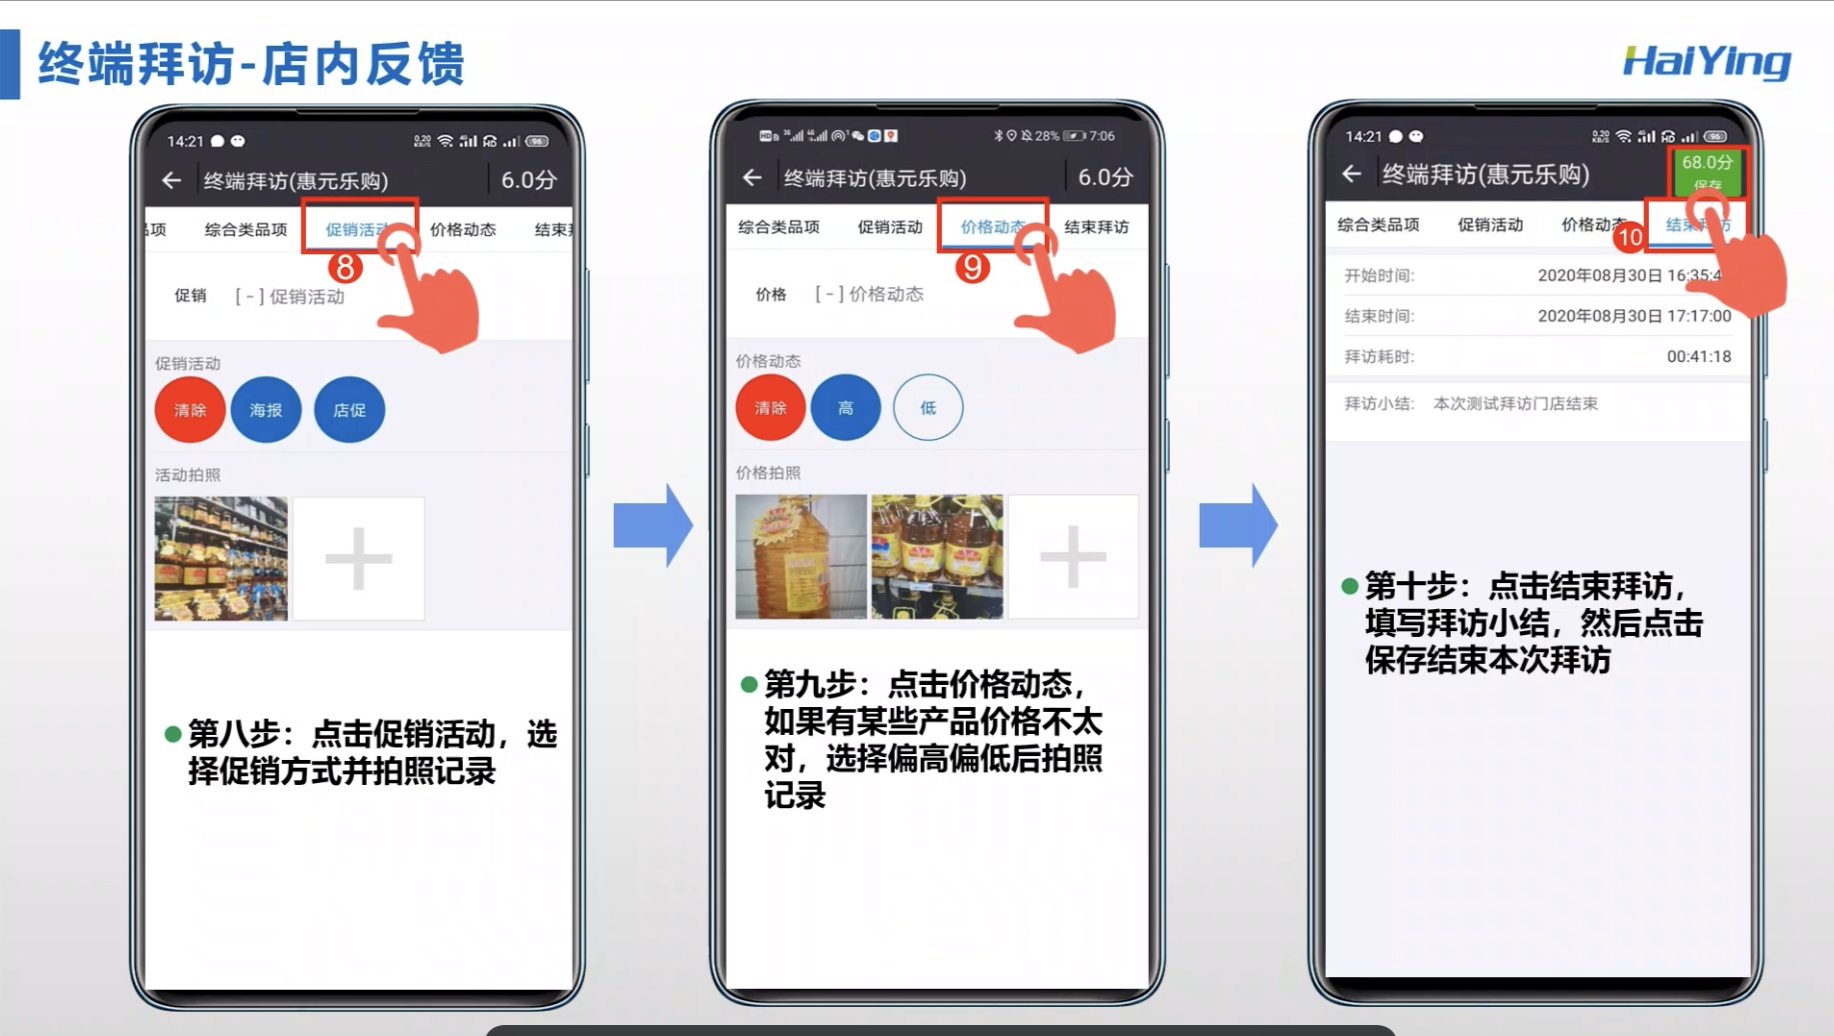 终端拜访-店内反馈
HaiYing
14:21
96
终端拜访(惠元乐购)
6.0分
品项
综合类品项
促销活动
价格动态
结束拜
8
促销
[ - ] 促销活动
促销活动
清除
海报
店促
活动拍照
第八步：点击促销活动，选
择促销方式并拍照记录
28%
7:06
终端拜访(惠元乐购)
6.0分
综合类品项
促销活动
价格动态
结束拜访
9
价格
[ - ] 价格动态
价格动态
清除
高
低
价格拍照
第九步：点击价格动态，
如果有某些产品价格不太
对，选择偏高偏低后拍照
记录
14:21
96
终端拜访(惠元乐购)
68.0分
保存
综合类品项
促销活动
价格动态
结束拜访
10
开始时间:
2020年08月30日 16:35:4
结束时间:
2020年08月30日 17:17:00
拜访耗时:
00:41:18
拜访小结:
本次测试拜访门店结束
第十步：点击结束拜访，
填写拜访小结，然后点击
保存结束本次拜访